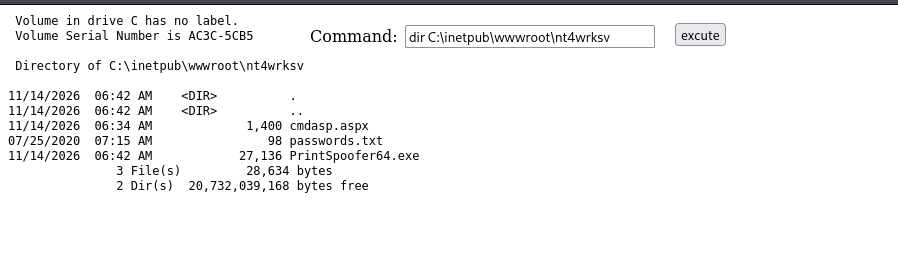 Volume in drive C has no label.
Volume Serial Number is AC3C-5CB5
Command: dir C:\inetpub\wwwroot\nt4wrksv excute
Directory of C:\inetpub\wwwroot\nt4wrksv
11/14/2026  06:42 AM    <DIR>          .
11/14/2026  06:42 AM    <DIR>          ..
11/14/2026  06:34 AM             1,400 cmdasp.aspx
07/25/2020  07:15 AM                98 passwords.txt
11/14/2026  06:42 AM            27,136 PrintSpoofer64.exe
3 File(s)         28,634 bytes
2 Dir(s)  20,732,039,168 bytes free